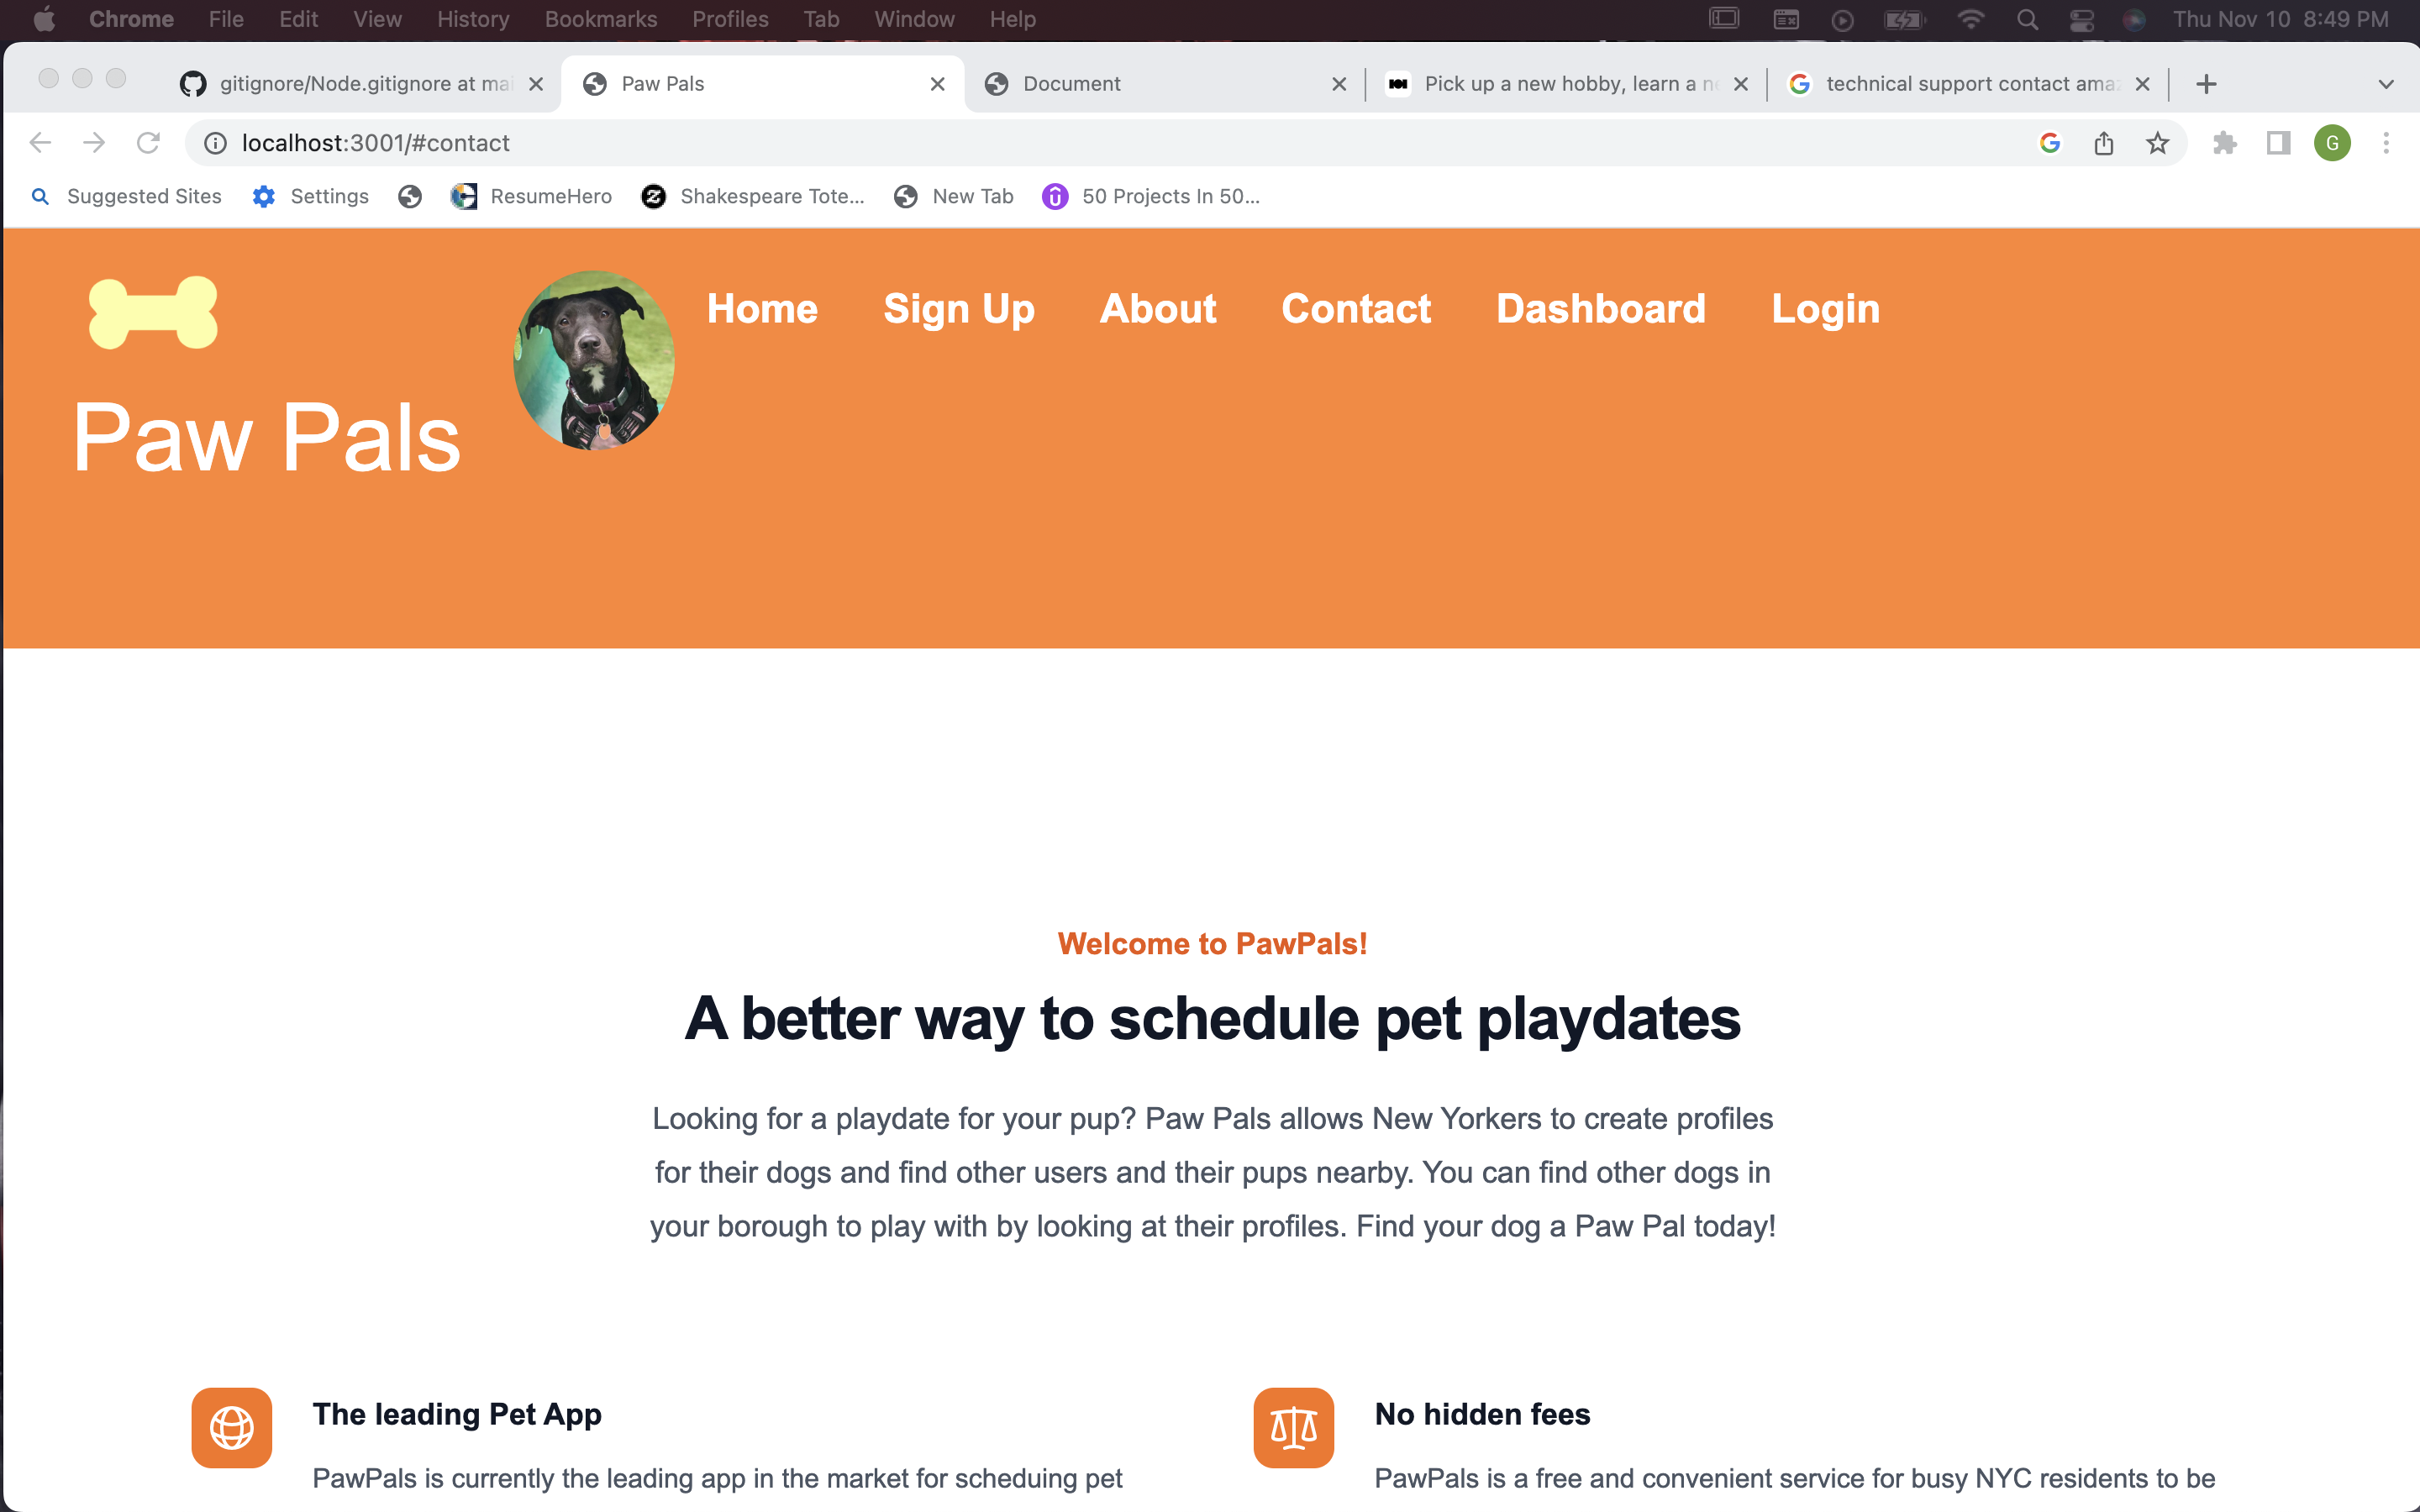 Chrome File Edit View History Bookmarks Profiles Tab Window Help Thu Nov 10 8:49 PM
gitignore/Node.gitignore at mai Paw Pals Document Pick up a new hobby, learn a ne technical support contact ama
localhost:3001/#contact G
Suggested Sites Settings ResumeHero Shakespeare Tote... New Tab 50 Projects In 50...
Home Sign Up About Contact Dashboard Login
Paw Pals
Welcome to PawPals!
A better way to schedule pet playdates
Looking for a playdate for your pup? Paw Pals allows New Yorkers to create profiles
for their dogs and find other users and their pups nearby. You can find other dogs in
your borough to play with by looking at their profiles. Find your dog a Paw Pal today!
The leading Pet App
PawPals is currently the leading app in the market for scheduing pet
No hidden fees
PawPals is a free and convenient service for busy NYC residents to be